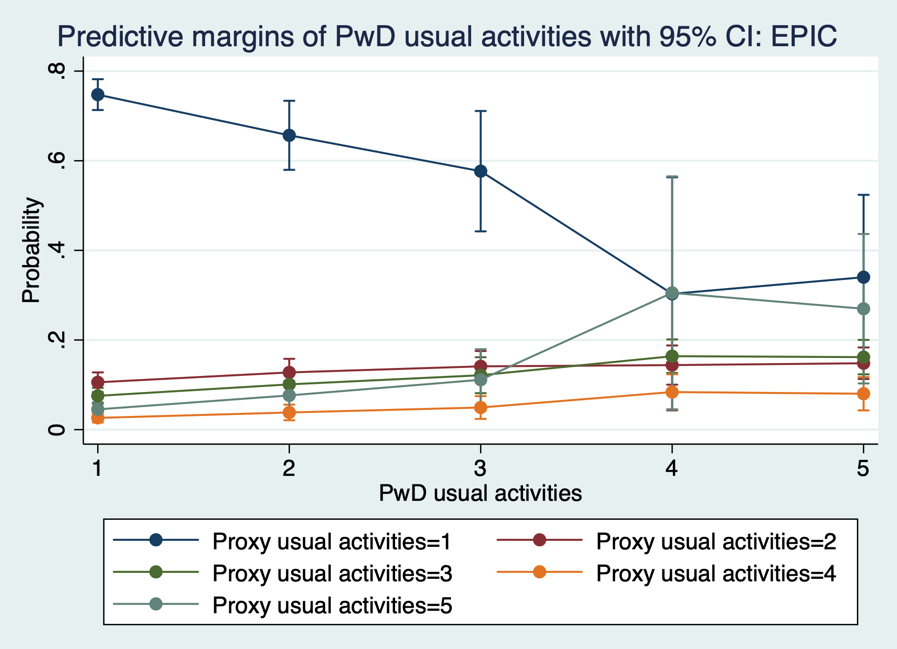 Predictive margins of PwD usual activities with 95% CI: EPIC
.8
.6
.4
.2
0
Probability
1 2 3 4 5
PwD usual activities
Proxy usual activities=1 Proxy usual activities=2
Proxy usual activities=3 Proxy usual activities=4
Proxy usual activities=5